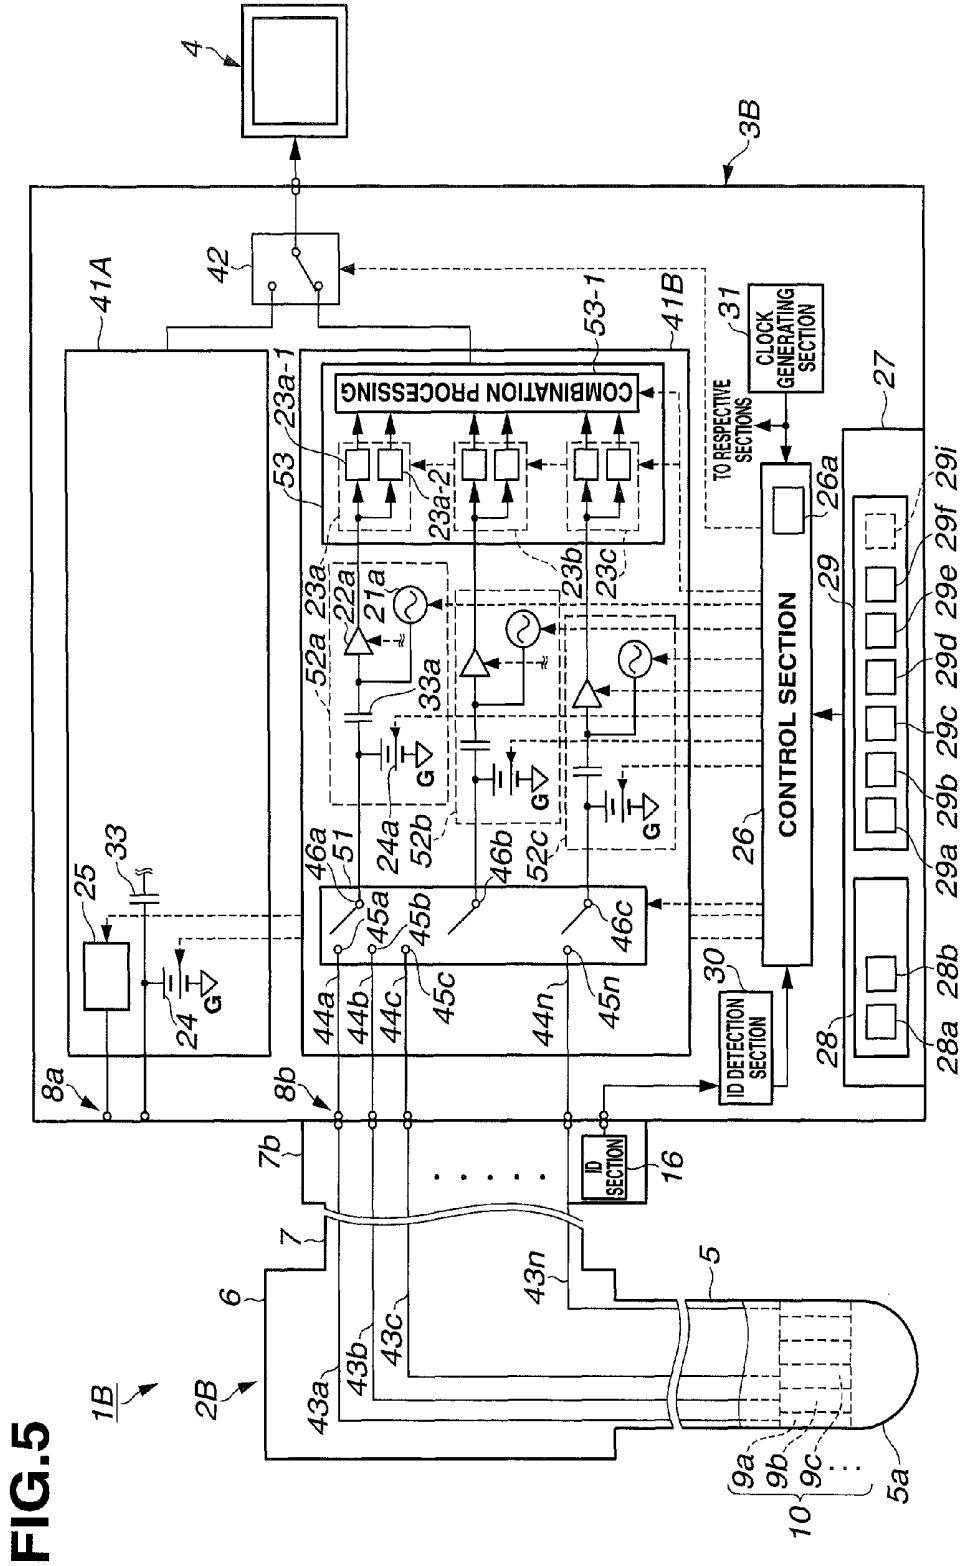 FIG.5
1B
2B
3B
4
5
5a
6
7
7b
8a
8b
9a
9b
9c
10
16
ID
SECTION
43a
43b
43c
43n
44a
44b
44c
44n
45a
45b
45c
45n
46a
46b
46c
51
41A
25
24
33
G
41B
42
52a
52b
52c
33a
24a
G
G
G
22a
21a
53
23a
23a-1
23a-2
23b
23c
53-1
COMBINATION PROCESSING
30
ID DETECTION
SECTION
26
CONTROL SECTION
26a
TO RESPECTIVE
SECTIONS
31
CLOCK
GENERATING
SECTION
27
28
28a
28b
29
29a
29b
29c
29d
29e
29f
29i